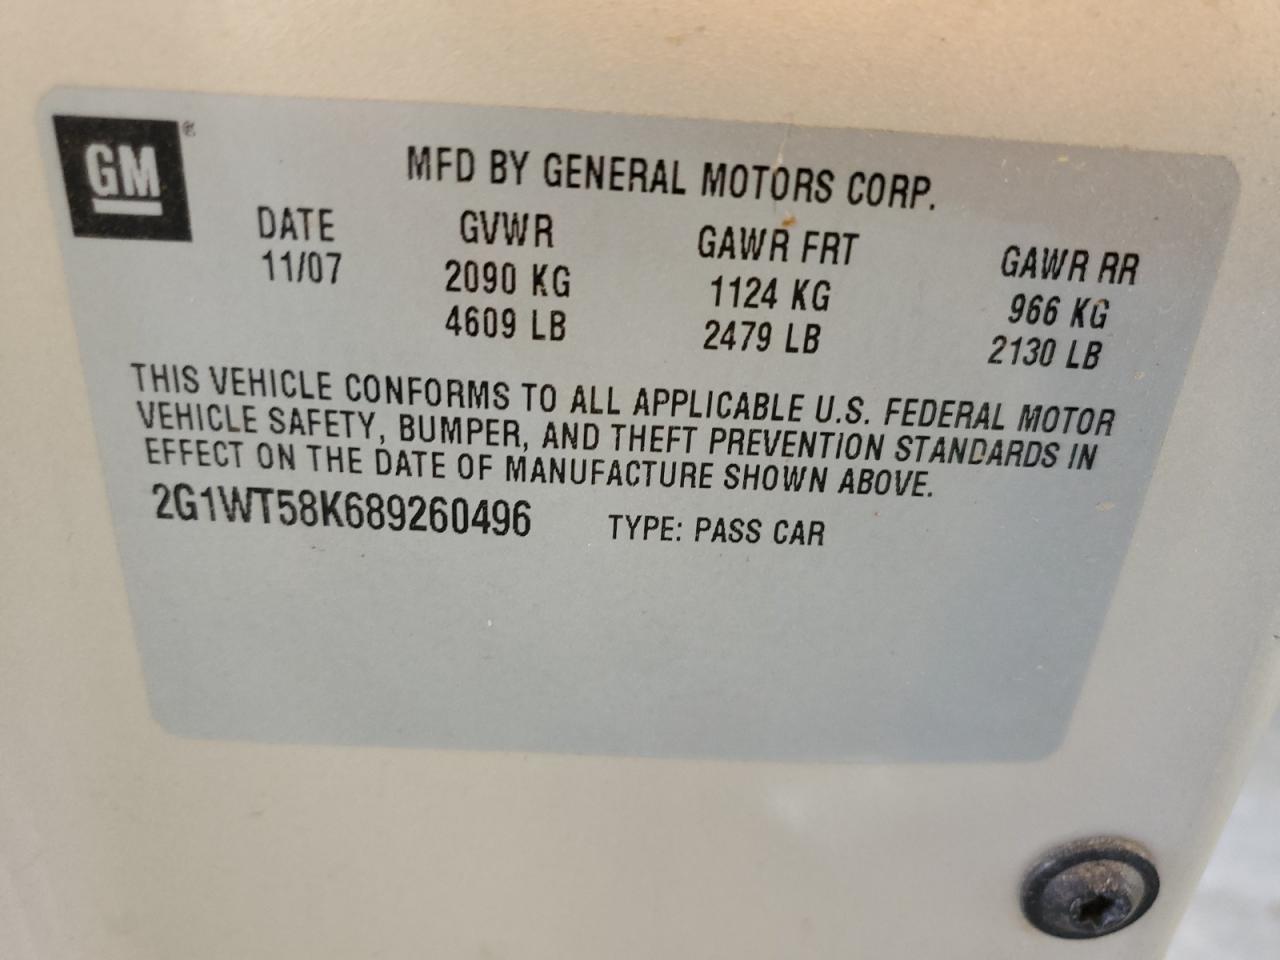 GM®
MFD BY GENERAL MOTORS CORP.
DATE GVWR GAWR FRT GAWR RR
11/07 2090 KG 1124 KG 966 KG
4609 LB 2479 LB 2130 LB
THIS VEHICLE CONFORMS TO ALL APPLICABLE U.S. FEDERAL MOTOR
VEHICLE SAFETY, BUMPER, AND THEFT PREVENTION STANDARDS IN
EFFECT ON THE DATE OF MANUFACTURE SHOWN ABOVE.
2G1WT58K689260496 TYPE: PASS CAR